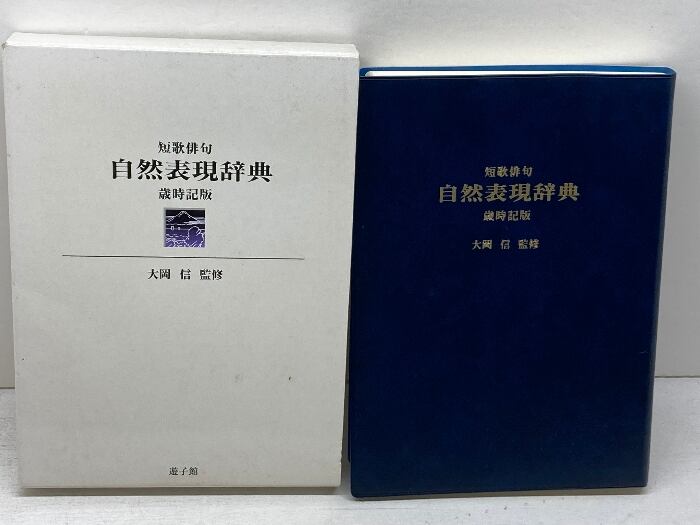 短歌俳句
自然表現辞典
歳時記版
大岡 信 監修
遊子館
短歌俳句
自然表現辞典
歳時記版
大岡 信 監修